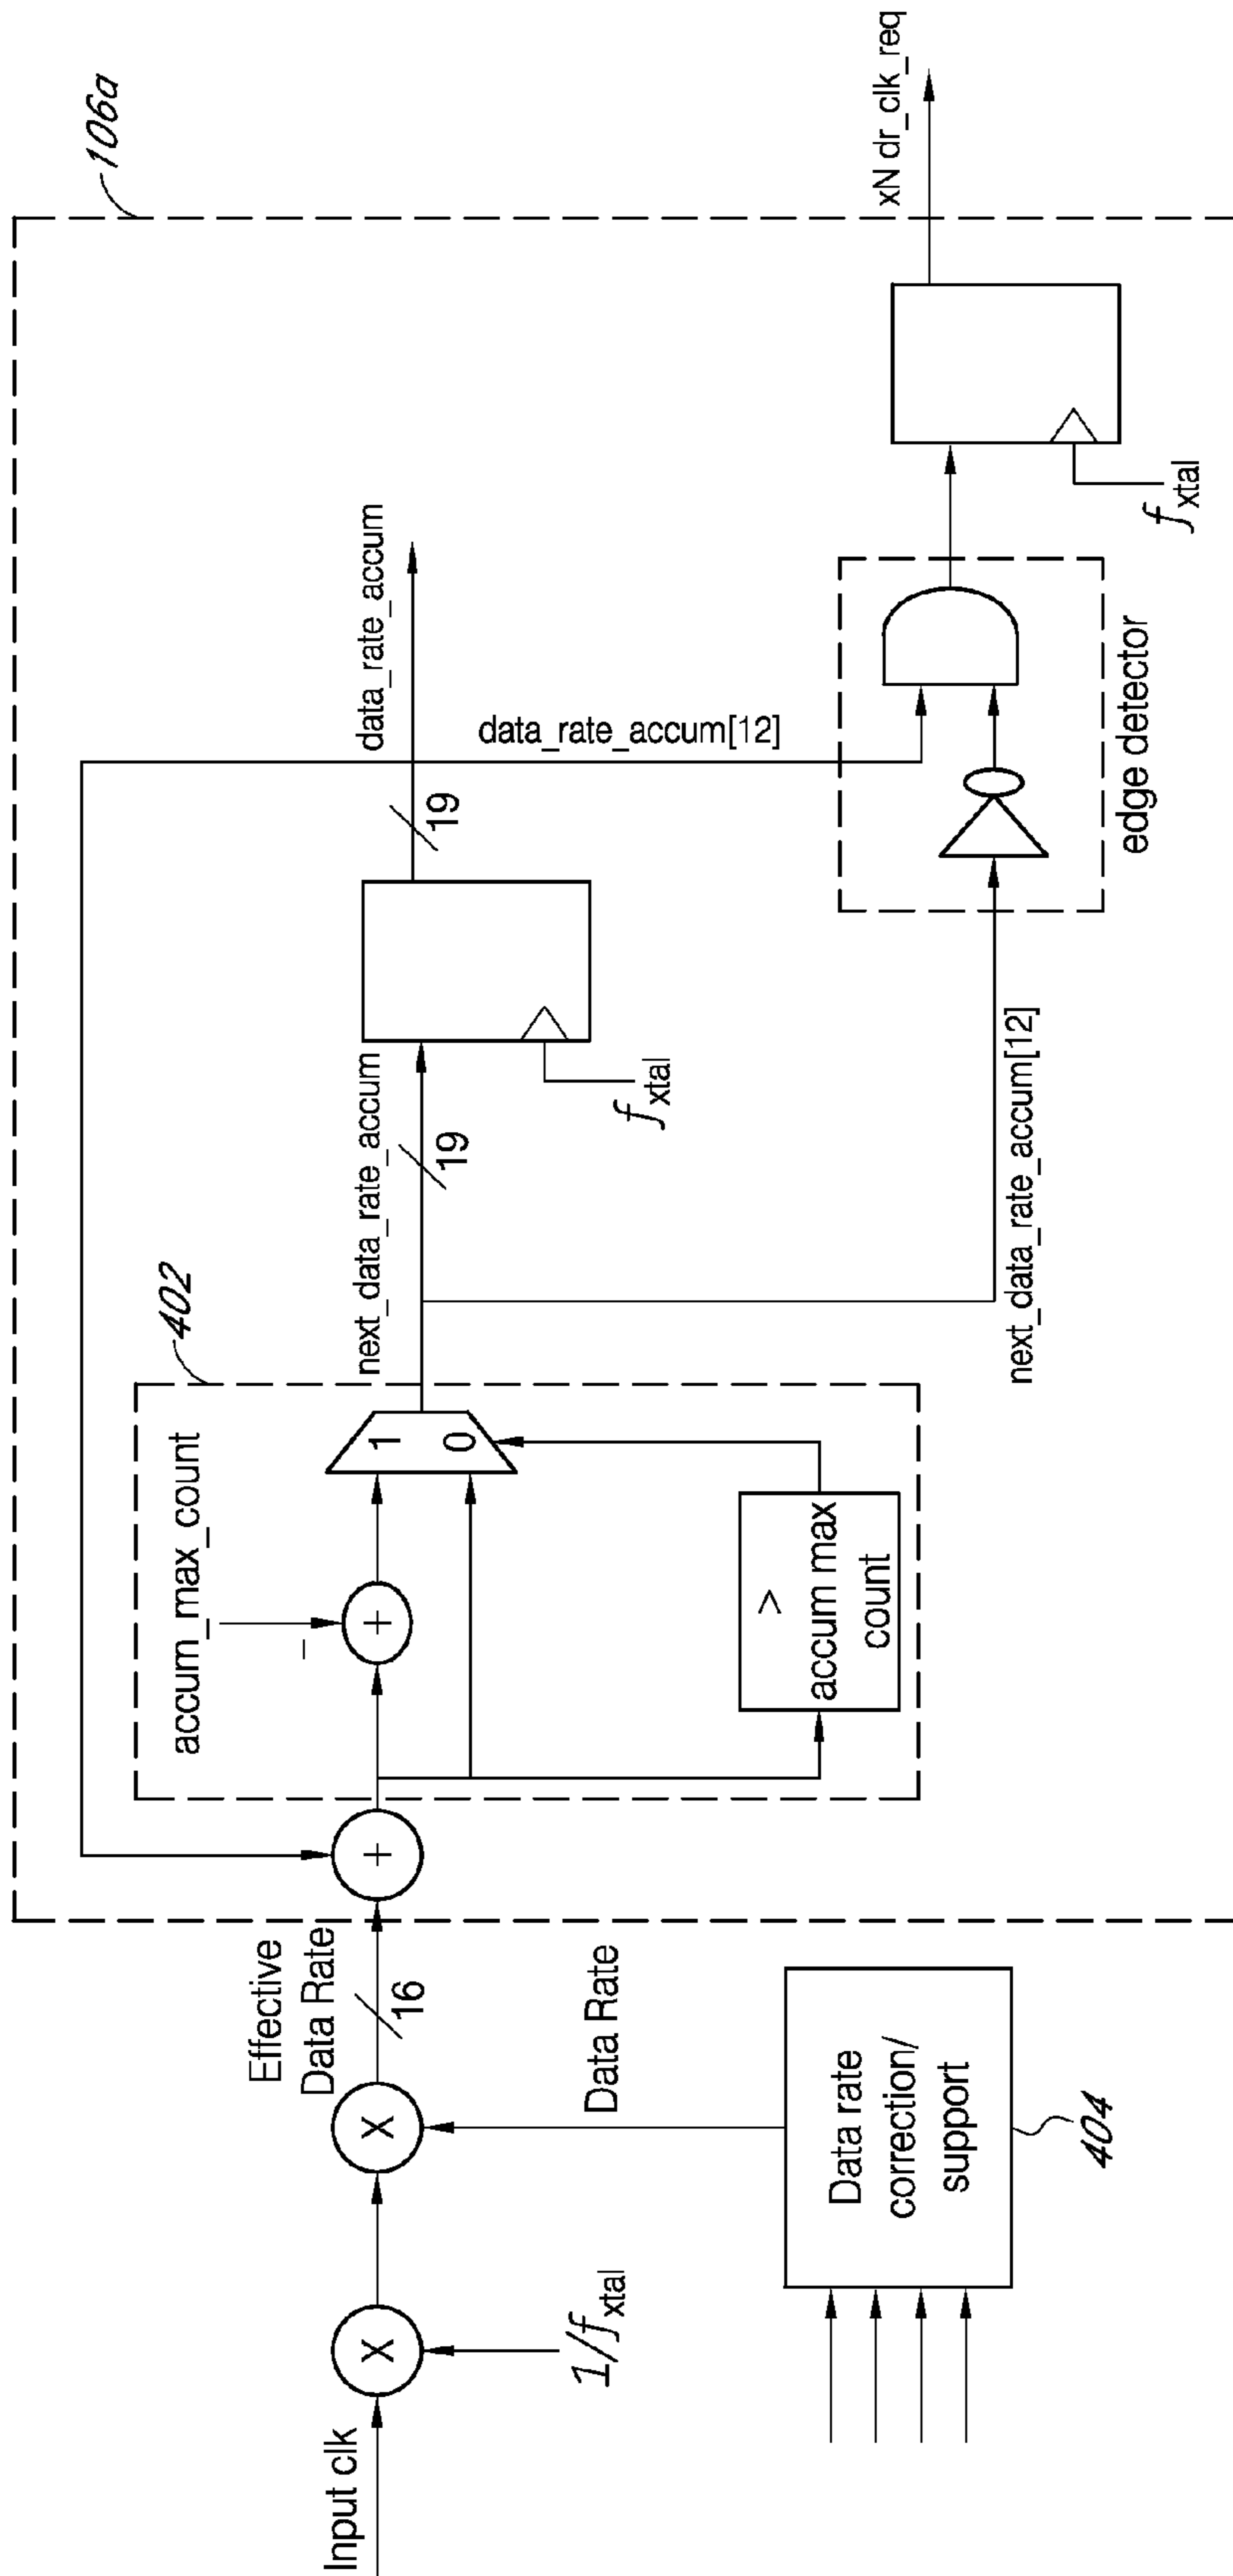 Input clk
X
1/f xtal
X
Effective
Data Rate
16
Data Rate
Data rate
correction/
support
404
106a
+
402
accum_max_count
–
+
1
0
>
accum max
count
next_data_rate_accum
19
f xtal
next_data_rate_accum[12]
19
data_rate_accum
data_rate_accum[12]
edge detector
f xtal
xN dr_clk_req